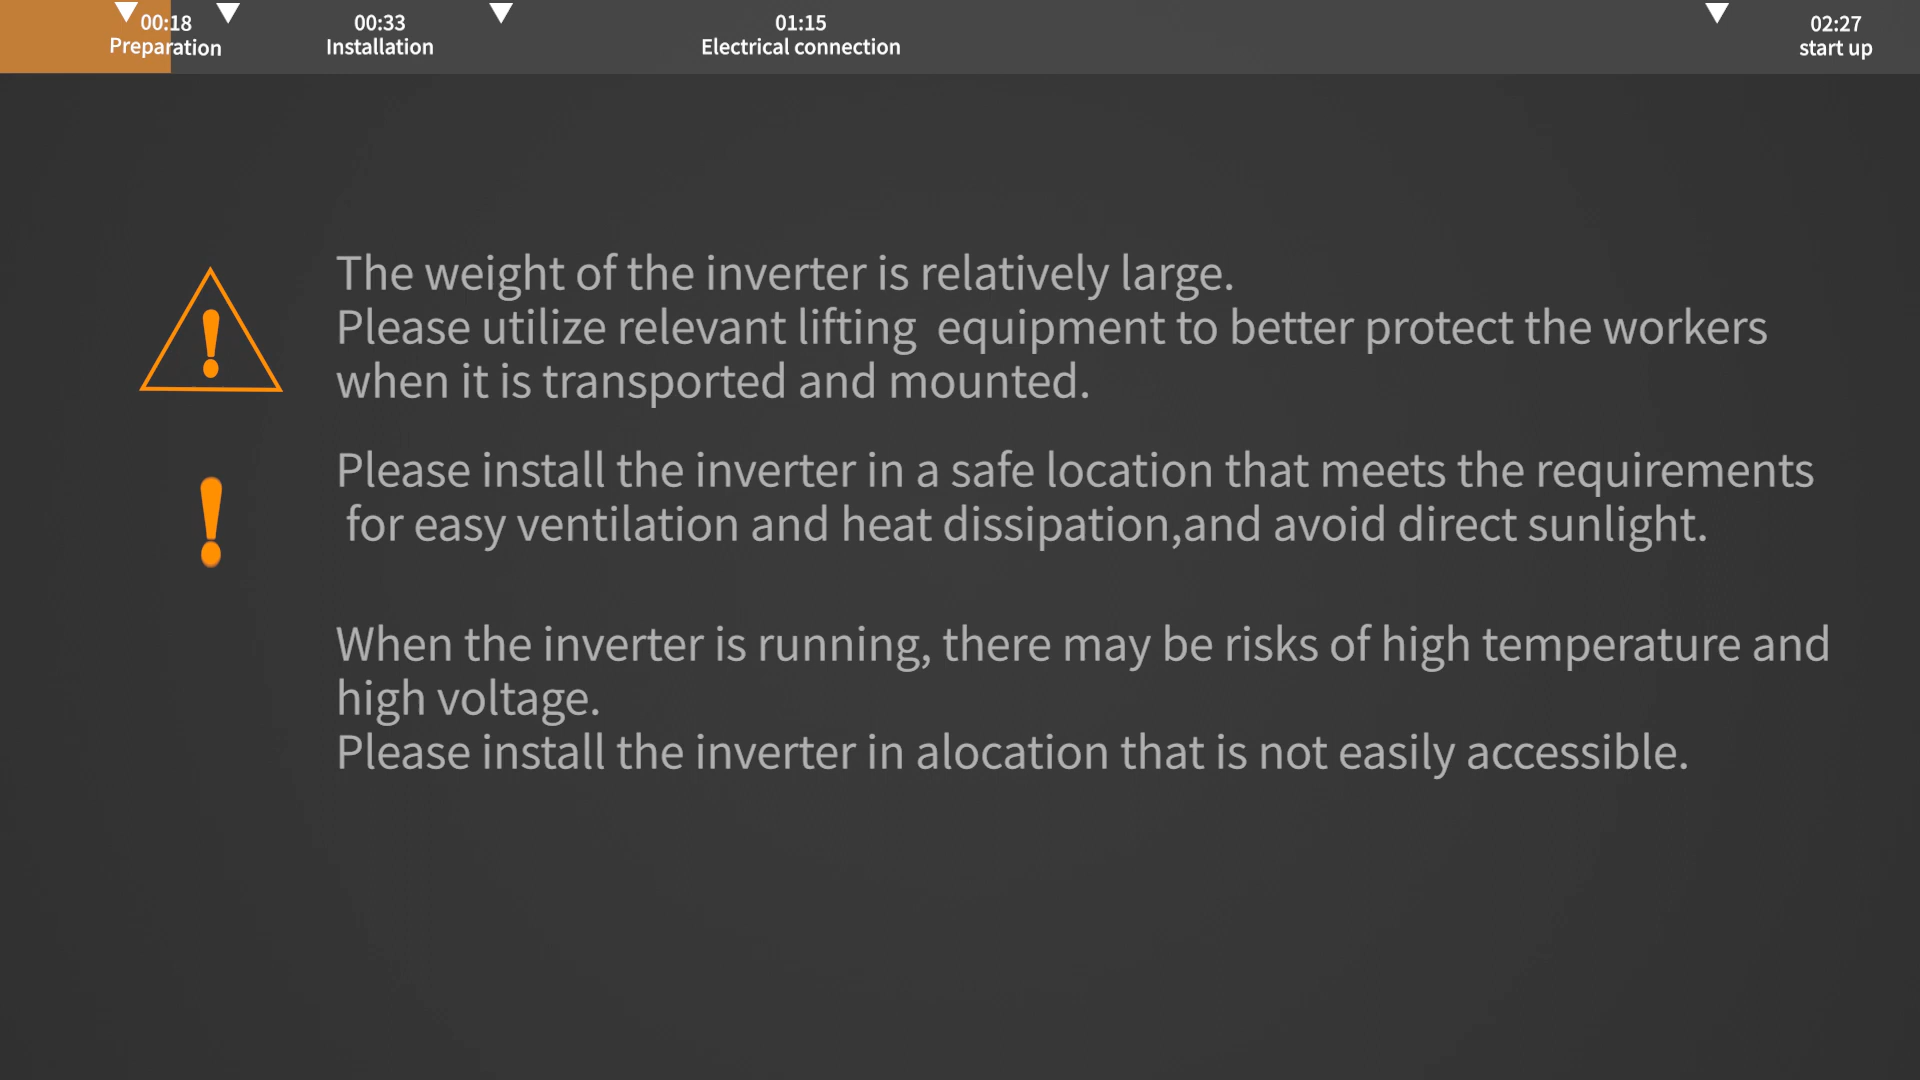 00:18
Preparation
00:33
Installation
01:15
Electrical connection
02:27
start up
The weight of the inverter is relatively large.
Please utilize relevant lifting  equipment to better protect the workers
when it is transported and mounted.
Please install the inverter in a safe location that meets the requirements
for easy ventilation and heat dissipation,and avoid direct sunlight.
When the inverter is running, there may be risks of high temperature and
high voltage.
Please install the inverter in alocation that is not easily accessible.